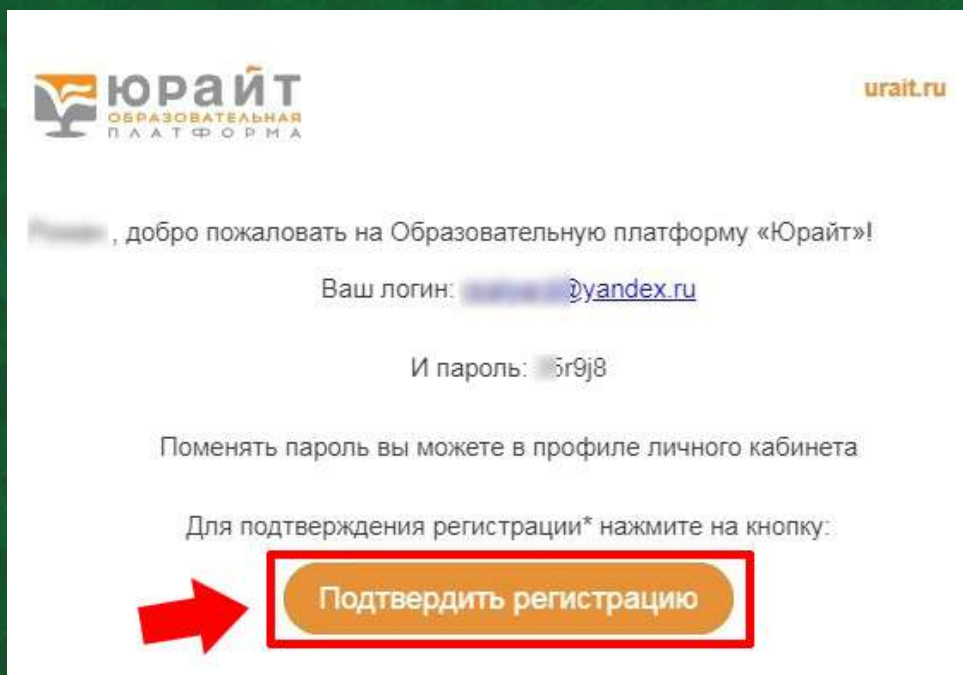 юрайт
ОБРАЗОВАТЕЛЬНАЯ
ПЛАТФОРМА
urait.ru
, добро пожаловать на Образовательную платформу «Юрайт»!
Ваш логин: @yandex.ru
И пароль: 5r9j8
Поменять пароль вы можете в профиле личного кабинета
Для подтверждения регистрации* нажмите на кнопку:
Подтвердить регистрацию